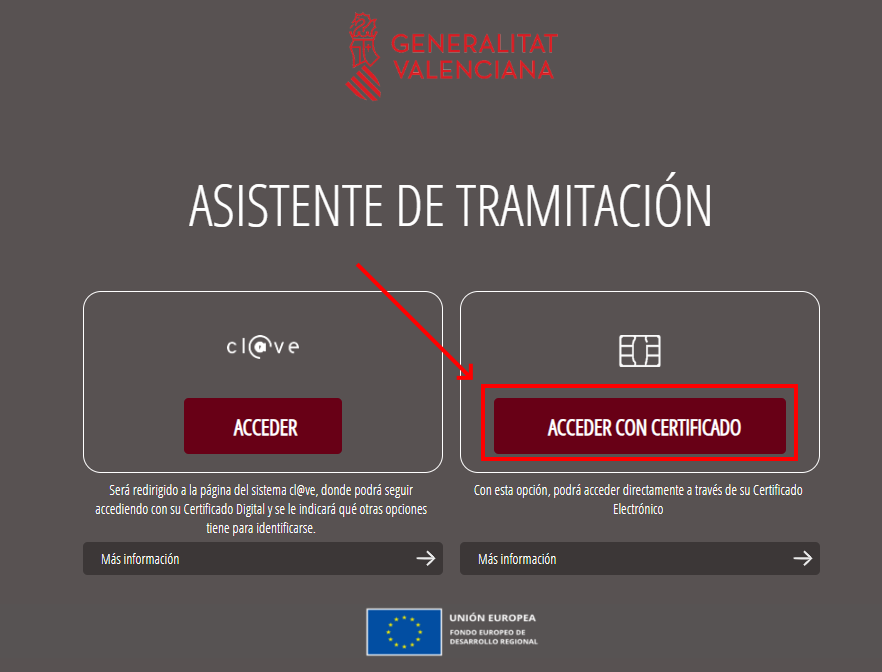 GENERALITAT
VALENCIANA
ASISTENTE DE TRAMITACIÓN
cl@ve
ACCEDER
Será redirigido a la página del sistema cl@ve, donde podrá seguir
accediendo con su Certificado Digital y se le indicará qué otras opciones
tiene para identificarse.
Más información
ACCEDER CON CERTIFICADO
Con esta opción, podrá acceder directamente a través de su Certificado
Electrónico
Más información
UNIÓN EUROPEA
FONDO EUROPEO DE
DESARROLLO REGIONAL